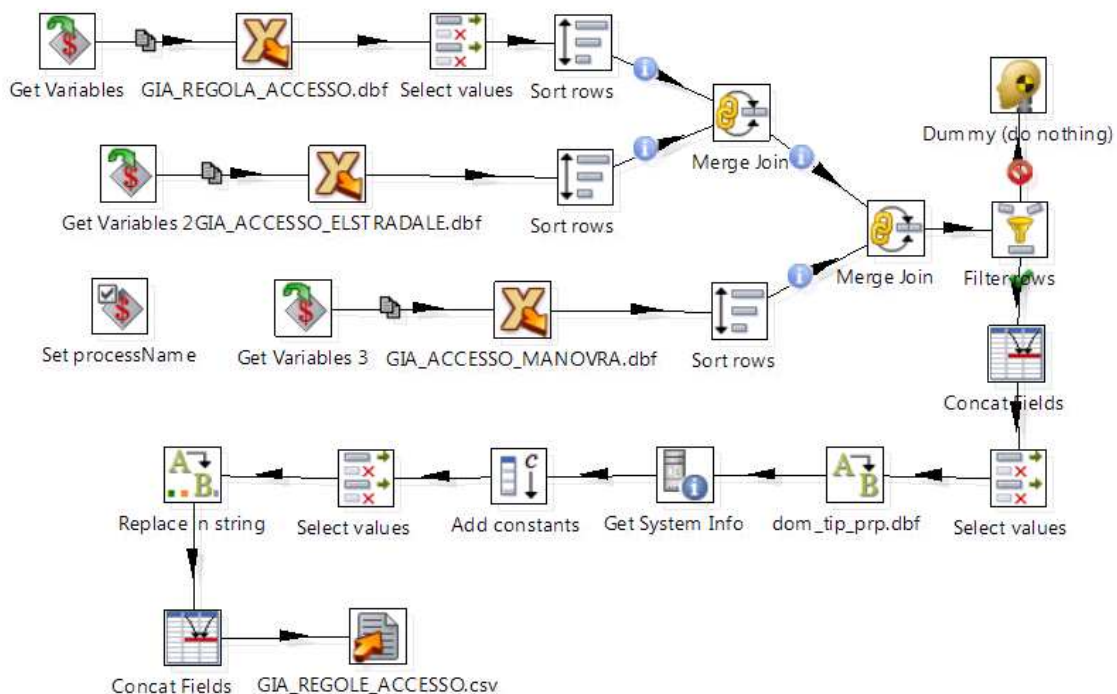 Get Variables
GIA_REGOLA_ACCESSO.dbf
Select values
Sort rows
Merge Join
Dummy (do nothing)
Get Variables 2
GIA_ACCESSO_ELSTRADALE.dbf
Sort rows
Merge Join
Filter rows
Set processName
Get Variables 3
GIA_ACCESSO_MANOVRA.dbf
Sort rows
Concat Fields
Replace in string
Select values
Add constants
Get System Info
dom_tip_prp.dbf
Select values
Concat Fields
GIA_REGOLE_ACCESSO.csv